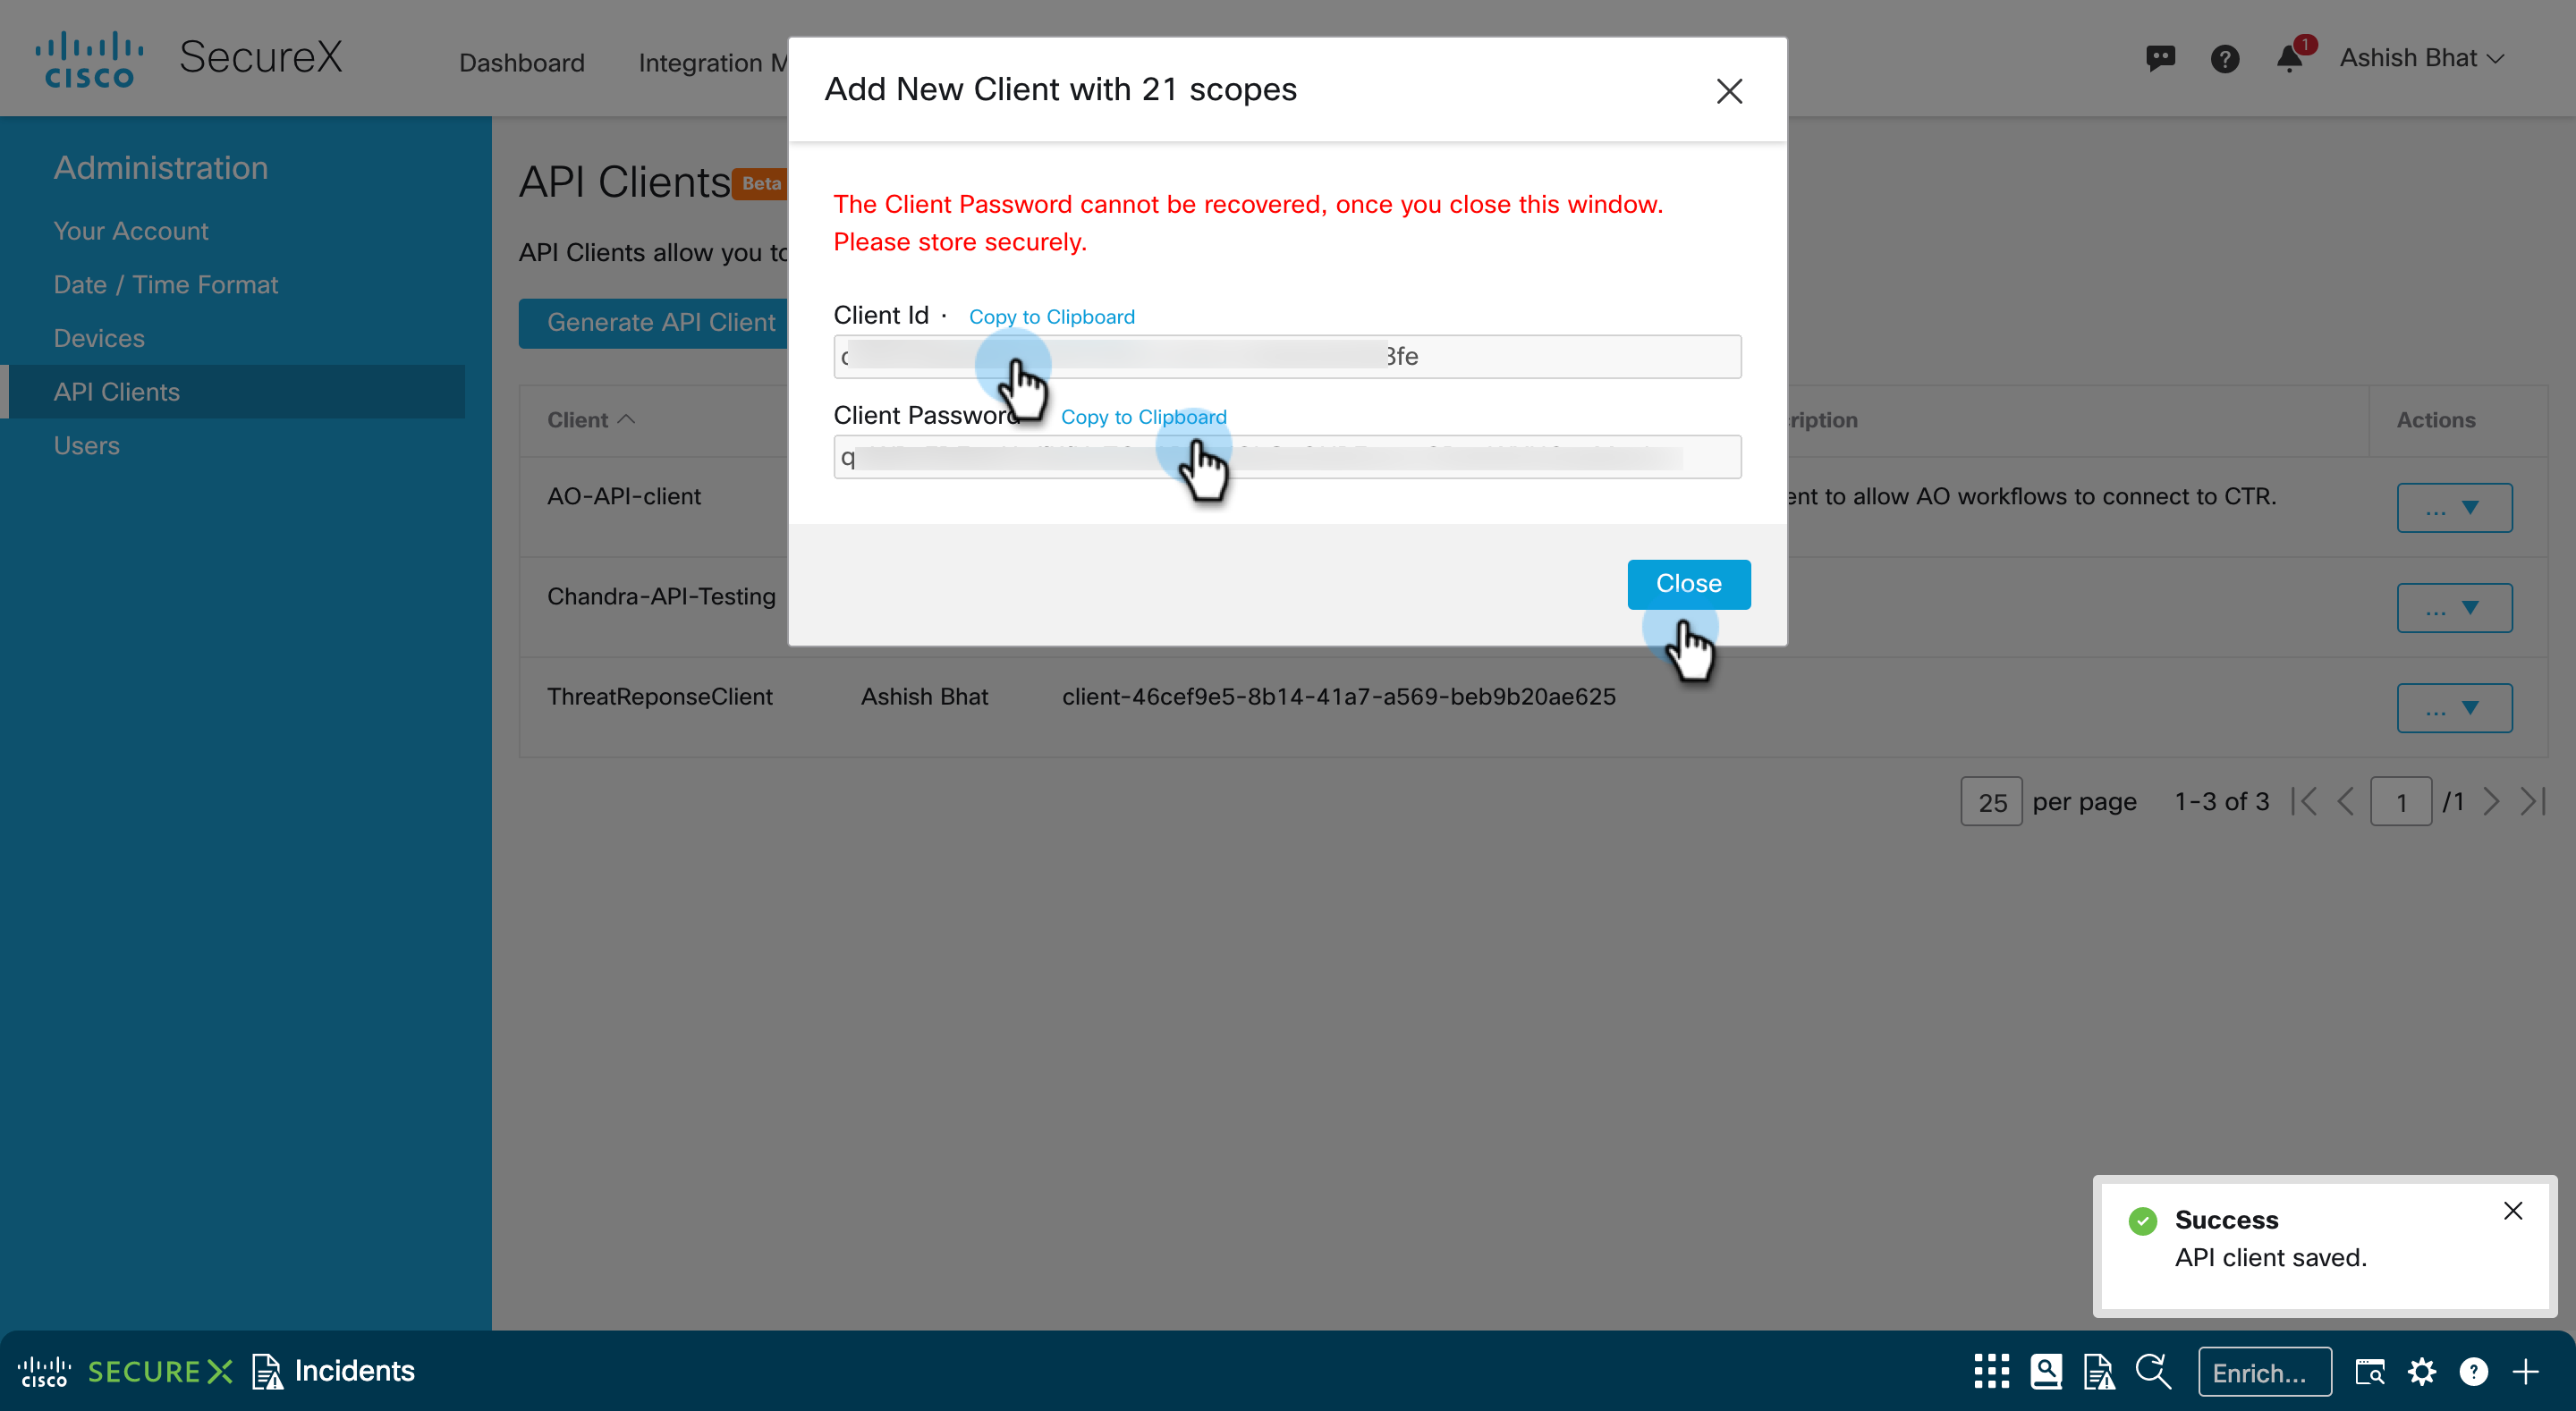 CISCO
SecureX
Dashboard
Integration M
1
Ashish Bhat
Administration
Your Account
Date / Time Format
Devices
API Clients
Users
API Clients
Beta
API Clients allow you to
Generate API Client
Add New Client with 21 scopes
The Client Password cannot be recovered, once you close this window.
Please store securely.
Client Id · Copy to Clipboard
3fe
Client Password Copy to Clipboard
q
Close
Client
ription
Actions
AO-API-client
ent to allow AO workflows to connect to CTR.
...
Chandra-API-Testing
...
ThreatReponseClient
Ashish Bhat
client-46cef9e5-8b14-41a7-a569-beb9b20ae625
...
25 per page 1-3 of 3 1 /1
Success
API client saved.
CISCO SECUREX Incidents
Enrich...